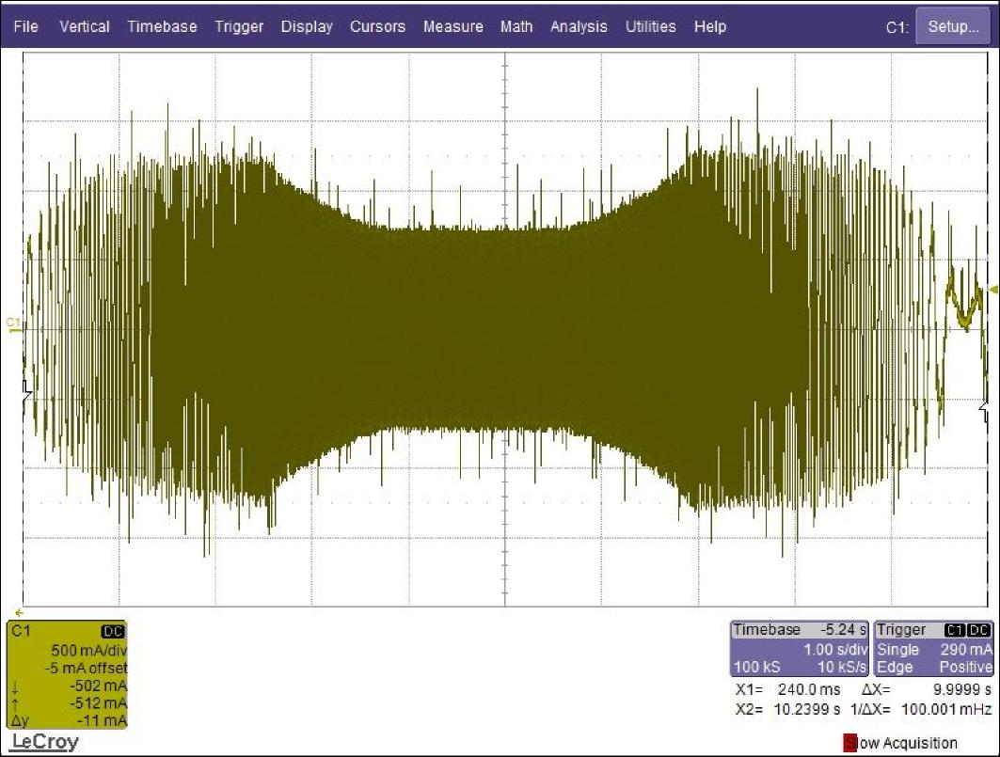 File Vertical Timebase Trigger Display Cursors Measure Math Analysis Utilities Help C1: Setup...
C1
C1 DC
500 mA/div
-5 mA offset
↓ -502 mA
↑ -512 mA
Δy -11 mA
Timebase -5.24 s
1.00 s/div
100 kS 10 kS/s
Trigger C1 DC
Single 290 mA
Edge Positive
X1= 240.0 ms ΔX= 9.9999 s
X2= 10.2399 s 1/ΔX= 100.001 mHz
LeCroy
Slow Acquisition